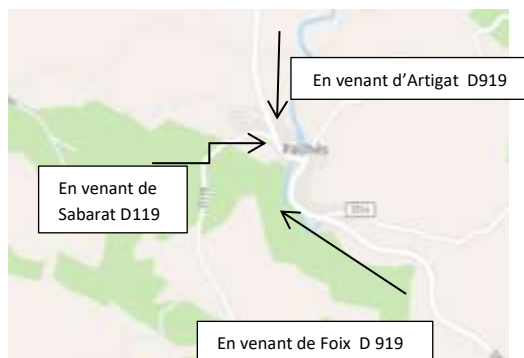 En venant d'Artigat D919
Pailhès
En venant de
Sabarat D119
En venant de Foix D 919